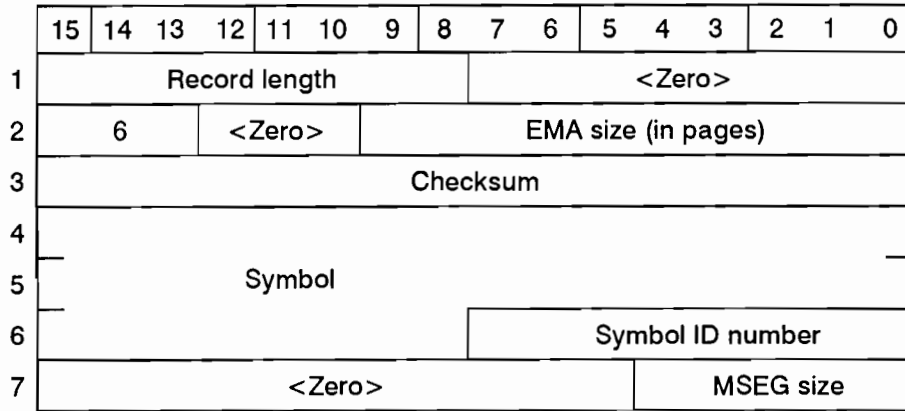 15 14 13 12 11 10 9 8 7 6 5 4 3 2 1 0
1 Record length <Zero>
2 6 <Zero> EMA size (in pages)
3 Checksum
4
5 Symbol
6 Symbol ID number
7 <Zero> MSEG size